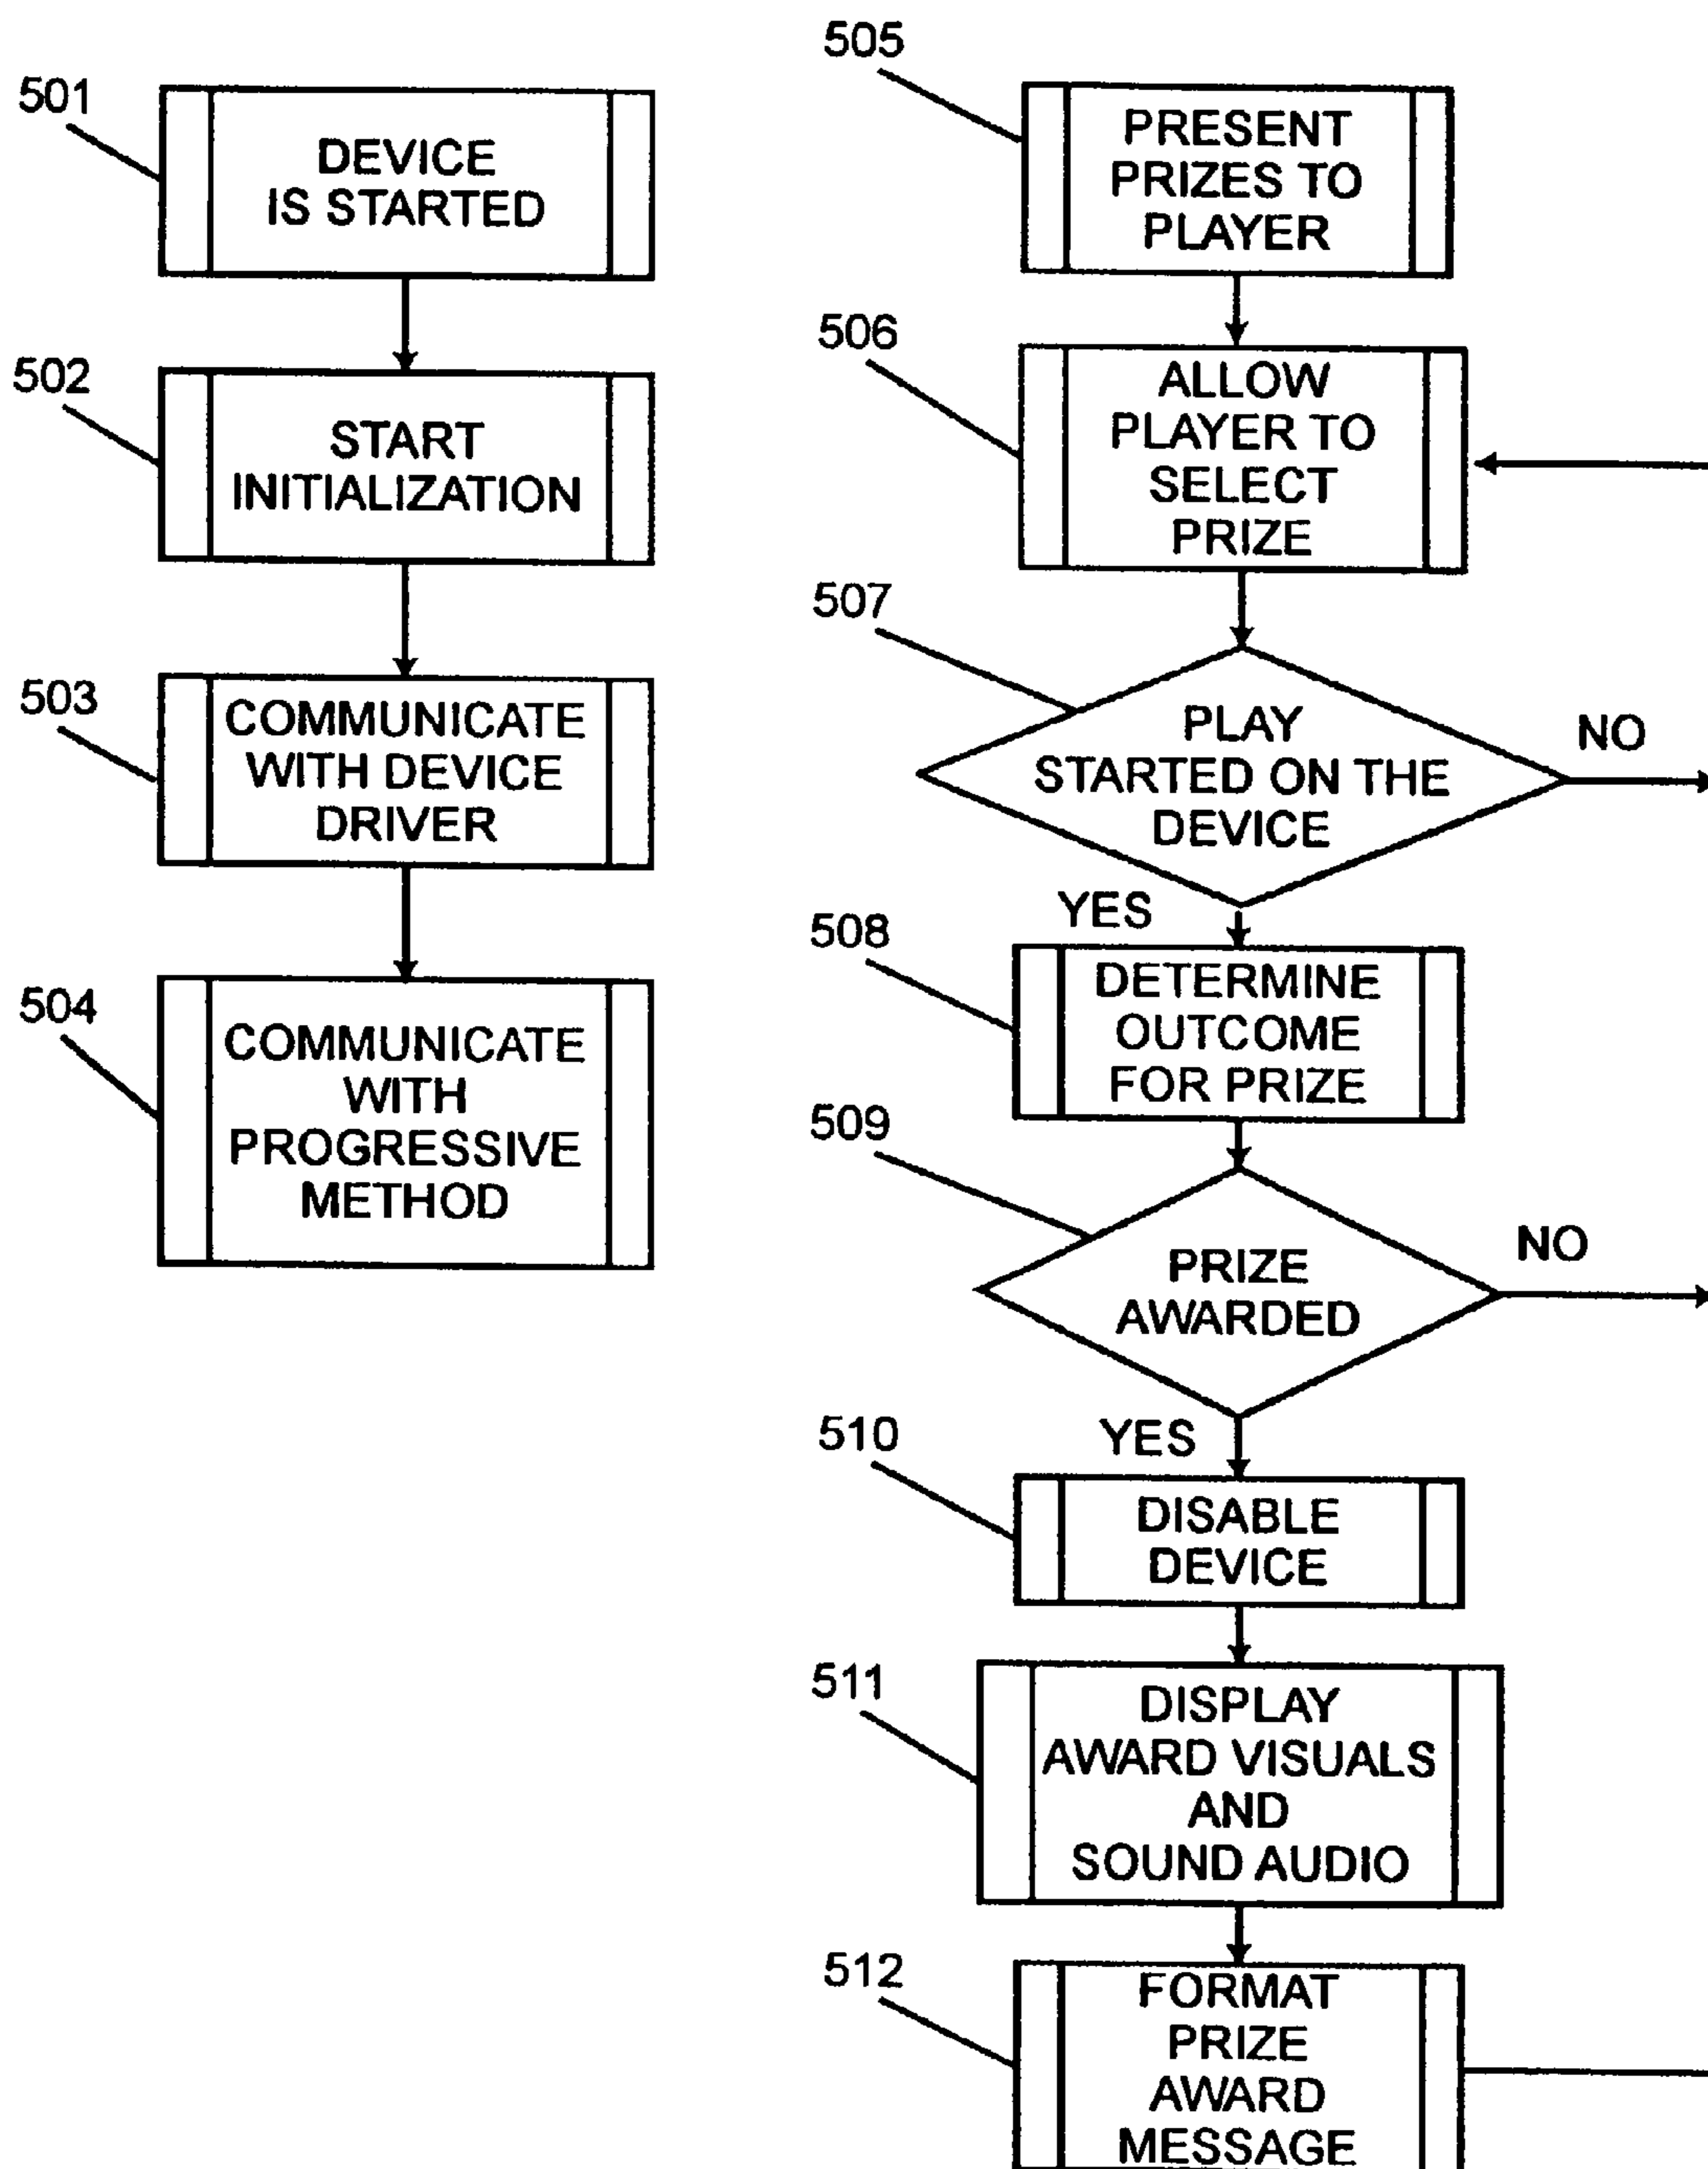 501
DEVICE
IS STARTED
502
START
INITIALIZATION
503
COMMUNICATE
WITH DEVICE
DRIVER
504
COMMUNICATE
WITH
PROGRESSIVE
METHOD
505
PRESENT
PRIZES TO
PLAYER
506
ALLOW
PLAYER TO
SELECT
PRIZE
507
PLAY
STARTED ON THE
DEVICE
NO
YES
508
DETERMINE
OUTCOME
FOR PRIZE
509
PRIZE
AWARDED
NO
YES
510
DISABLE
DEVICE
511
DISPLAY
AWARD VISUALS
AND
SOUND AUDIO
512
FORMAT
PRIZE
AWARD
MESSAGE